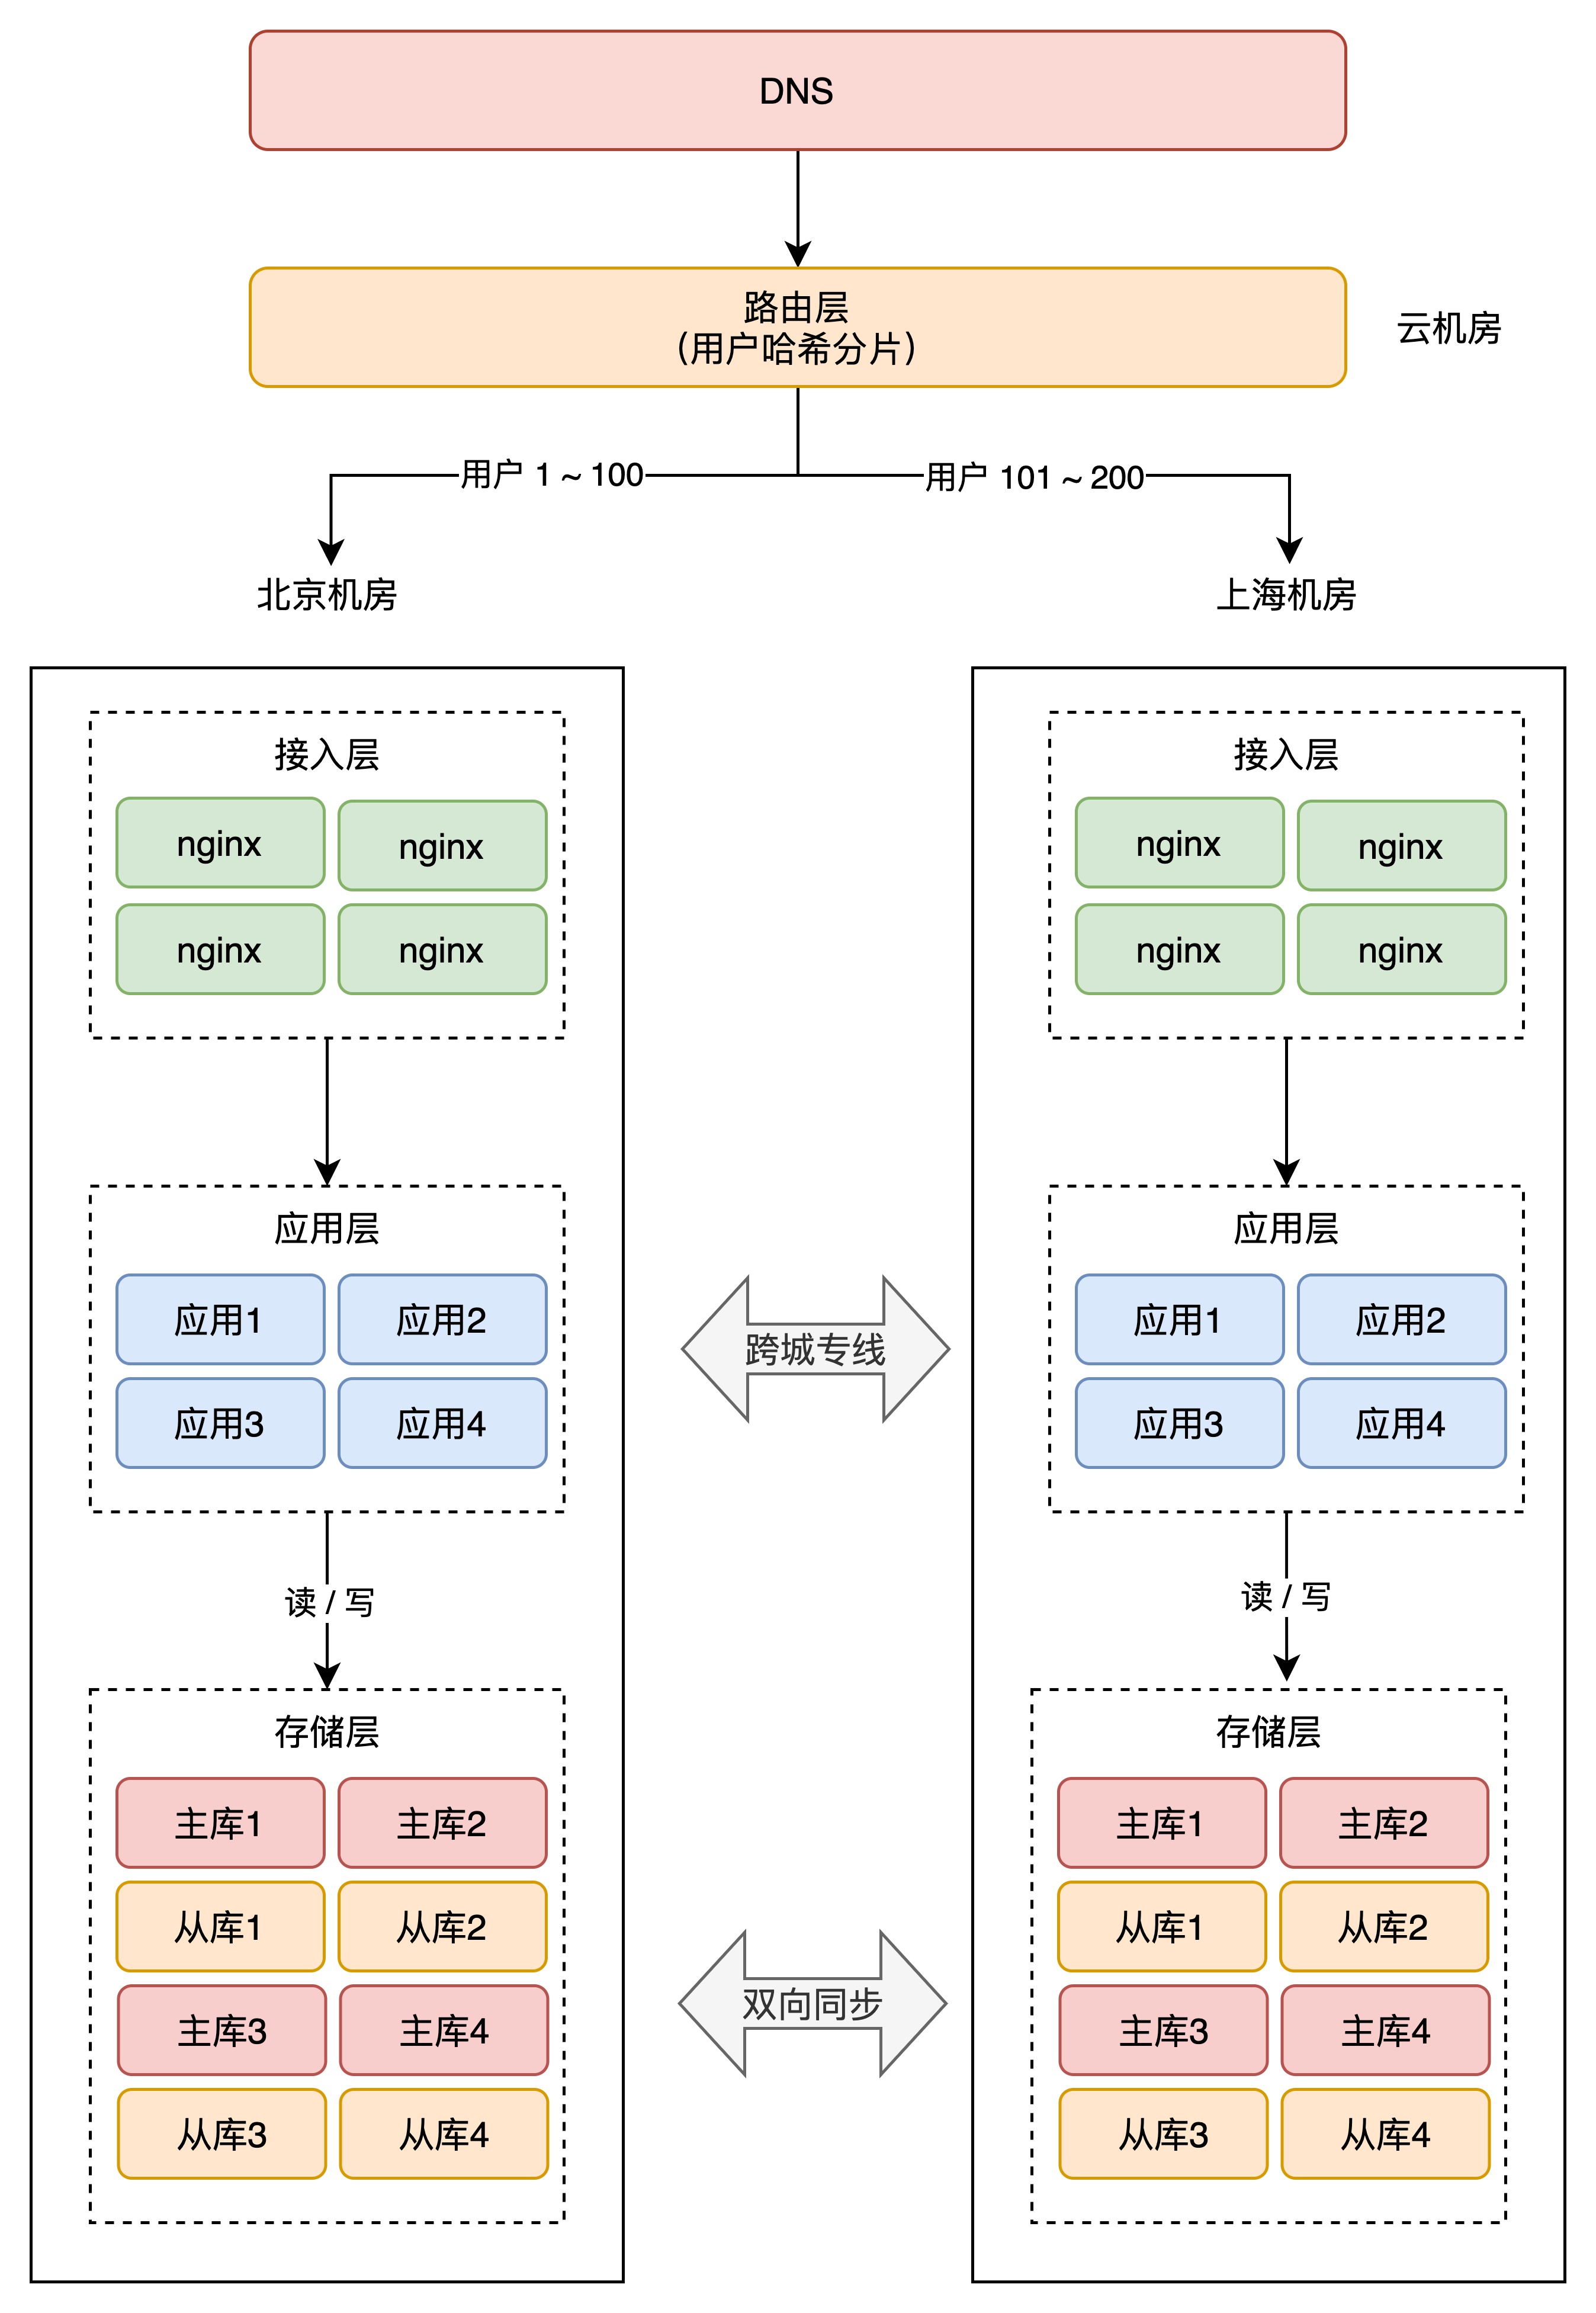 DNS
路由层
(用户哈希分片)
云机房
用户 1 ~ 100
用户 101 ~ 200
北京机房
上海机房
接入层
nginx
nginx
nginx
nginx
应用层
应用1
应用2
应用3
应用4
读 / 写
存储层
主库1
主库2
从库1
从库2
主库3
主库4
从库3
从库4
跨城专线
双向同步
接入层
nginx
nginx
nginx
nginx
应用层
应用1
应用2
应用3
应用4
读 / 写
存储层
主库1
主库2
从库1
从库2
主库3
主库4
从库3
从库4